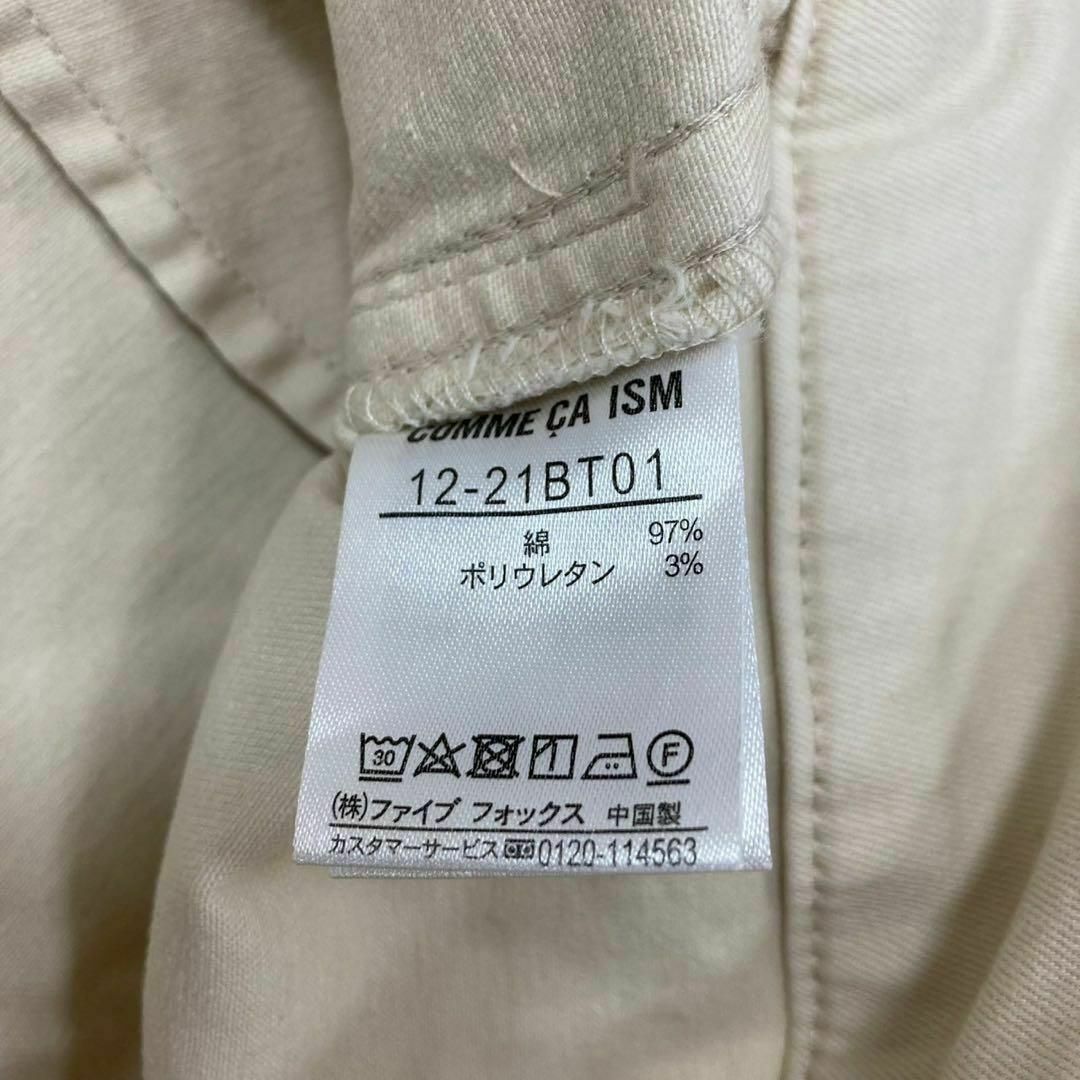 COMME ÇA ISM
12-21BT01
綿 97%
ポリウレタン 3%
30 F
(株)ファイブ フォックス 中国製
カスタマーサービス 0120-114563